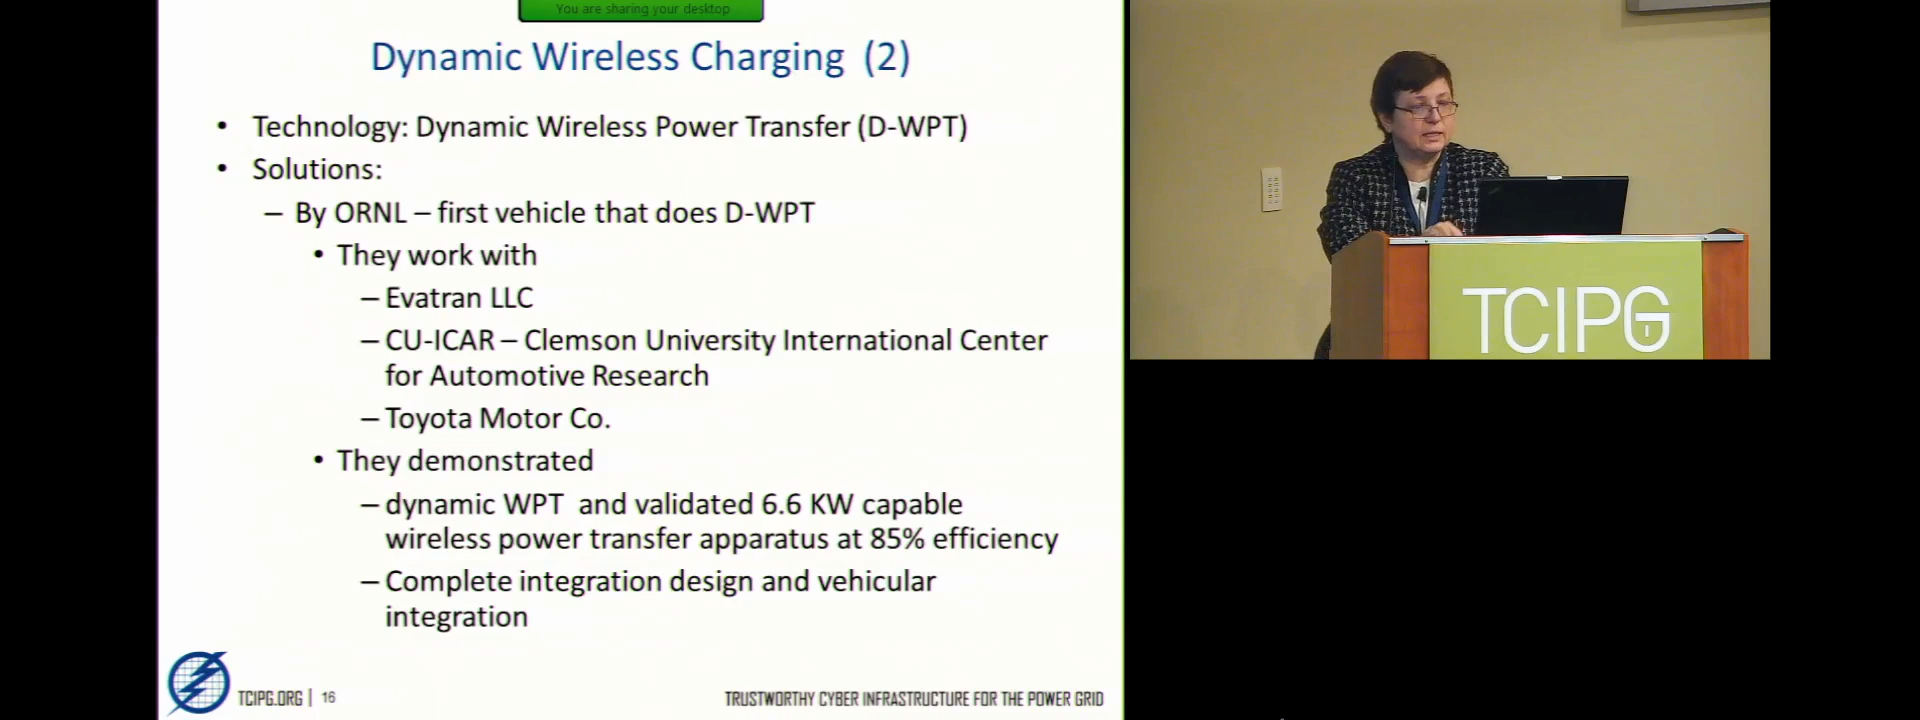 You are sharing your desktop
Dynamic Wireless Charging (2)
• Technology: Dynamic Wireless Power Transfer (D-WPT)
• Solutions:
– By ORNL – first vehicle that does D-WPT
• They work with
– Evatran LLC
– CU-ICAR – Clemson University International Center
for Automotive Research
– Toyota Motor Co.
• They demonstrated
– dynamic WPT and validated 6.6 KW capable
wireless power transfer apparatus at 85% efficiency
– Complete integration design and vehicular
integration
TCIPG.ORG | 16
TRUSTWORTHY CYBER INFRASTRUCTURE FOR THE POWER GRID
TCIPG